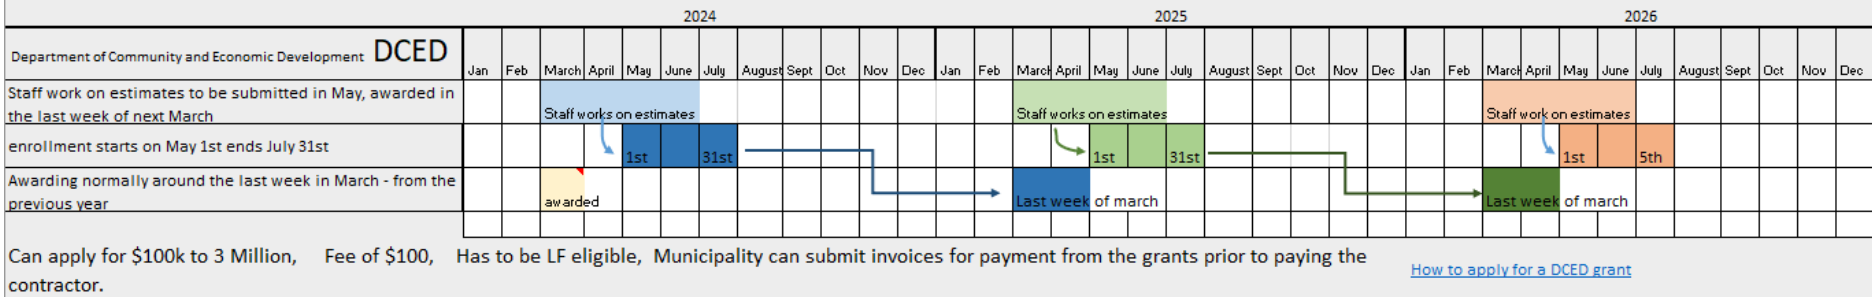 2024 2025 2026
Department of Community and Economic Development DCED
Jan Feb March April May June July August Sept Oct Nov Dec Jan Feb March April May June July August Sept Oct Nov Dec Jan Feb March April May June July August Sept Oct Nov Dec
Staff work on estimates to be submitted in May, awarded in
the last week of next March
Staff works on estimates Staff works on estimates Staff works on estimates
enrollment starts on May 1st ends July 31st
1st 31st 1st 31st 1st 5th
Awarding normally around the last week in March - from the
previous year
awarded Last week of march Last week of march
Can apply for $100k to 3 Million, Fee of $100, Has to be LF eligible, Municipality can submit invoices for payment from the grants prior to paying the
contractor.
How to apply for a DCED grant